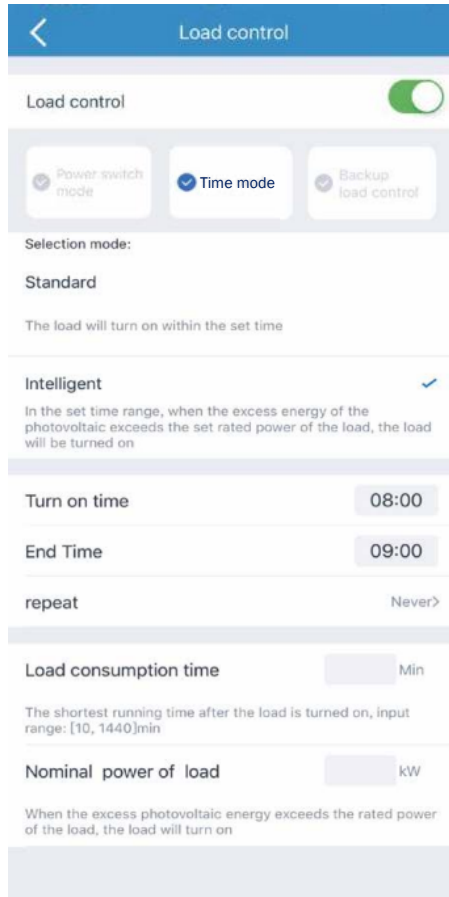 Load control
Load control
Power switch
mode
Time mode
Backup
load control
Selection mode:
Standard
The load will turn on within the set time
Intelligent
In the set time range, when the excess energy of the
photovoltaic exceeds the set rated power of the load, the load
will be turned on
Turn on time 08:00
End Time 09:00
repeat Never>
Load consumption time Min
The shortest running time after the load is turned on, input
range: [10, 1440]min
Nominal power of load kW
When the excess photovoltaic energy exceeds the rated power
of the load, the load will turn on